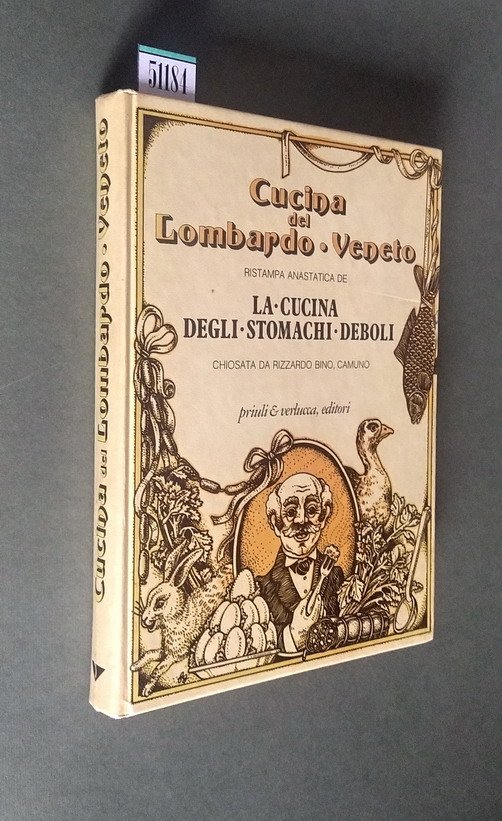 51184
Cucina
del
Lombardo • Veneto
RISTAMPA ANASTATICA DE
LA•CUCINA
DEGLI•STOMACHI•DEBOLI
CHIOSATA DA RIZZARDO BINO, CAMUNO
priuli & verlucca, editori
Cucina del Lombardo • Veneto